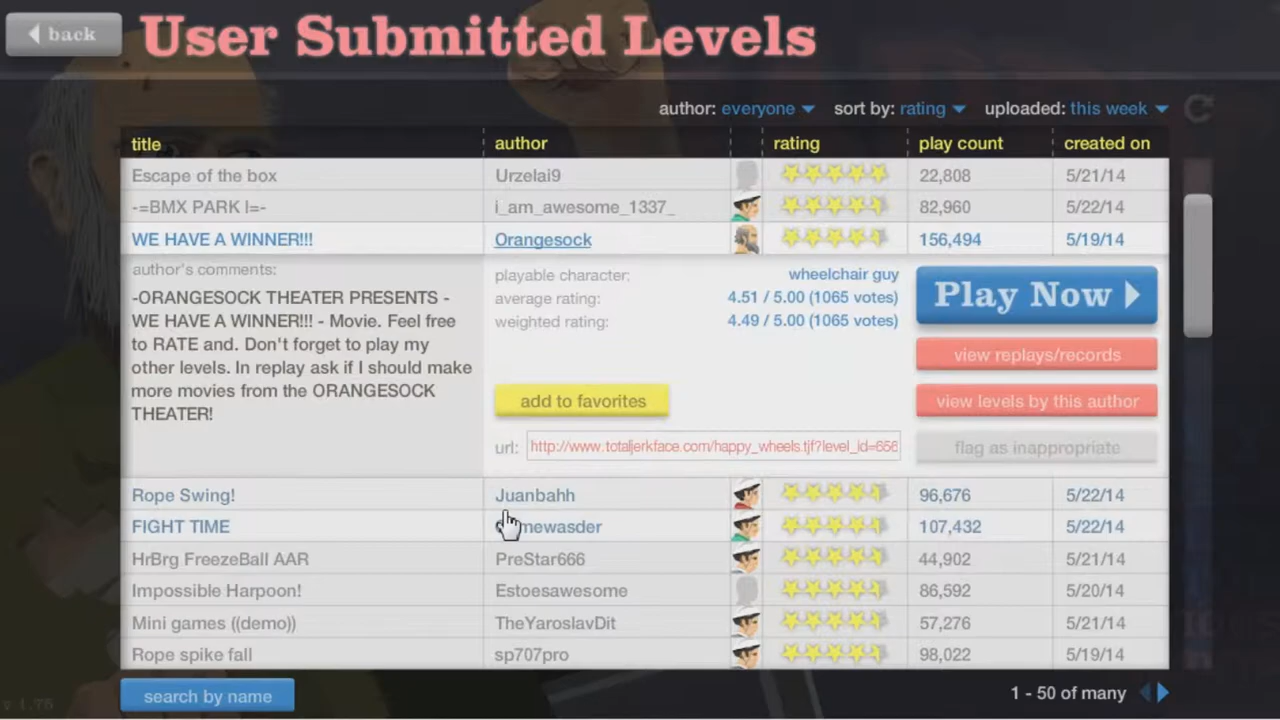 back
User Submitted Levels
author: everyone sort by: rating uploaded: this week
title author rating play count created on
Escape of the box Urzelai9 22,808 5/21/14
-=BMX PARK |=- i_am_awesome_1337_ 82,960 5/22/14
WE HAVE A WINNER!!! Orangesock 156,494 5/19/14
author's comments:
-ORANGESOCK THEATER PRESENTS -
WE HAVE A WINNER!!! - Movie. Feel free
to RATE and. Don't forget to play my
other levels. In replay ask if I should make
more movies from the ORANGESOCK
THEATER!
playable character: wheelchair guy
average rating: 4.51 / 5.00 (1065 votes)
weighted rating: 4.49 / 5.00 (1065 votes)
add to favorites
url: http://www.totaljerkface.com/happy_wheels.tjf?level_id=656
Play Now
view replays/records
view levels by this author
flag as inappropriate
Rope Swing! Juanbahh 96,676 5/22/14
FIGHT TIME 107,432 5/22/14
HrBrg FreezeBall AAR PreStar666 44,902 5/21/14
Impossible Harpoon! Estoesawesome 86,592 5/20/14
Mini games ((demo)) TheYaroslavDit 57,276 5/21/14
Rope spike fall sp707pro 98,022 5/19/14
search by name
1 - 50 of many
v 1.76